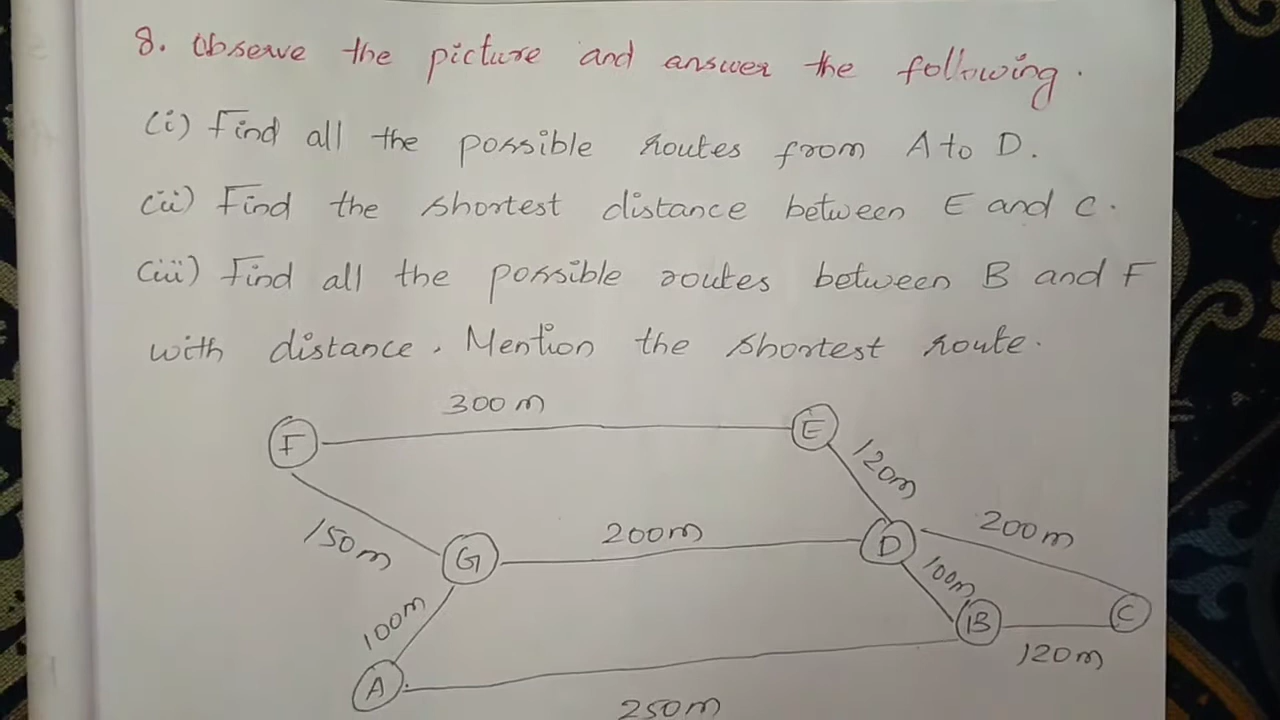 8. Observe the picture and answer the following.
(i) Find all the possible routes from A to D.
(ii) Find the shortest distance between E and C.
(iii) Find all the possible routes between B and F
with distance. Mention the shortest route.
300 m
F
E
120m
150m
G
200m
D
200m
100m
100m
B
C
120m
A
250m